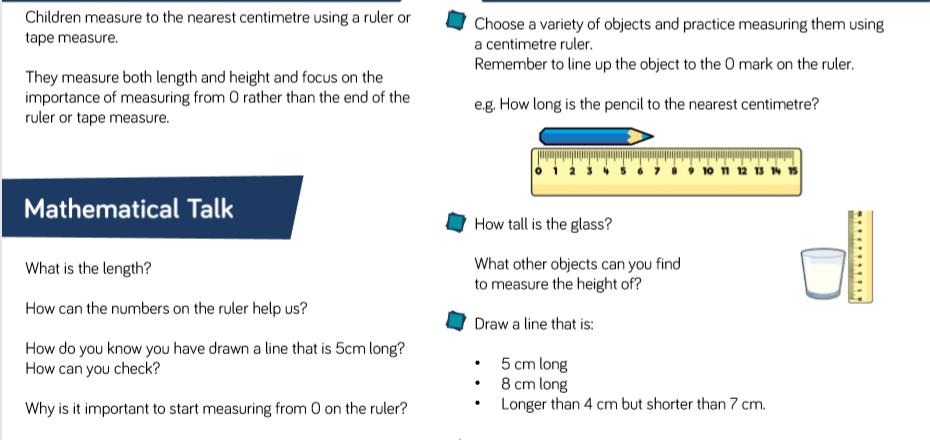 Children measure to the nearest centimetre using a ruler or
tape measure.
They measure both length and height and focus on the
importance of measuring from 0 rather than the end of the
ruler or tape measure.
Mathematical Talk
What is the length?
How can the numbers on the ruler help us?
How do you know you have drawn a line that is 5cm long?
How can you check?
Why is it important to start measuring from 0 on the ruler?
Choose a variety of objects and practice measuring them using
a centimetre ruler.
Remember to line up the object to the 0 mark on the ruler.
e.g. How long is the pencil to the nearest centimetre?
0 1 2 3 4 5 6 7 8 9 10 11 12 13 14 15
How tall is the glass?
What other objects can you find
to measure the height of?
Draw a line that is:
• 5 cm long
• 8 cm long
• Longer than 4 cm but shorter than 7 cm.